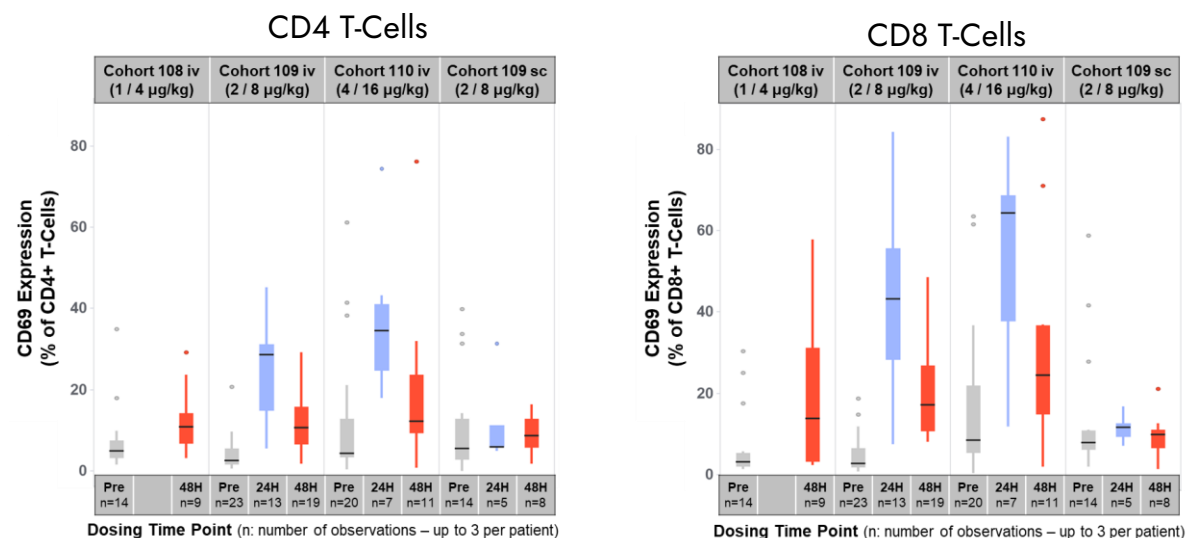 CD4 T-Cells
Cohort 108 iv (1 / 4 µg/kg)
Cohort 109 iv (2 / 8 µg/kg)
Cohort 110 iv (4 / 16 µg/kg)
Cohort 109 sc (2 / 8 µg/kg)
CD69 Expression
(% of CD4+ T-Cells)
80
60
40
20
0
Pre 48H Pre 24H 48H Pre 24H 48H Pre 24H 48H
n=14 n=9 n=23 n=13 n=19 n=20 n=7 n=11 n=14 n=5 n=8
Dosing Time Point (n: number of observations – up to 3 per patient)
CD8 T-Cells
Cohort 108 iv (1 / 4 µg/kg)
Cohort 109 iv (2 / 8 µg/kg)
Cohort 110 iv (4 / 16 µg/kg)
Cohort 109 sc (2 / 8 µg/kg)
CD69 Expression
(% of CD8+ T-Cells)
80
60
40
20
0
Pre 48H Pre 24H 48H Pre 24H 48H Pre 24H 48H
n=14 n=9 n=23 n=13 n=19 n=20 n=7 n=11 n=14 n=5 n=8
Dosing Time Point (n: number of observations – up to 3 per patient)